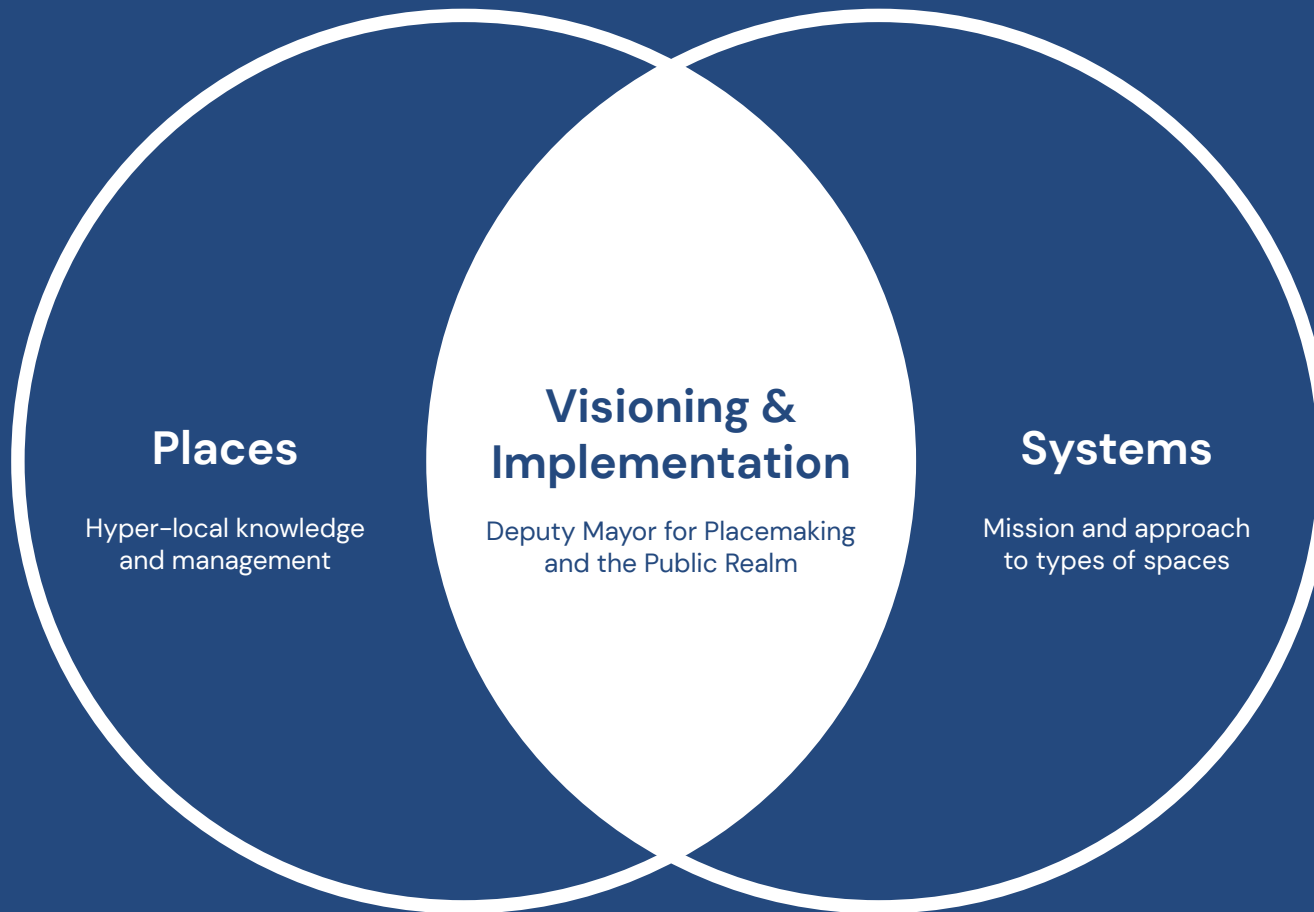 Places
Hyper-local knowledge
and management
Visioning &
Implementation
Deputy Mayor for Placemaking
and the Public Realm
Systems
Mission and approach
to types of spaces